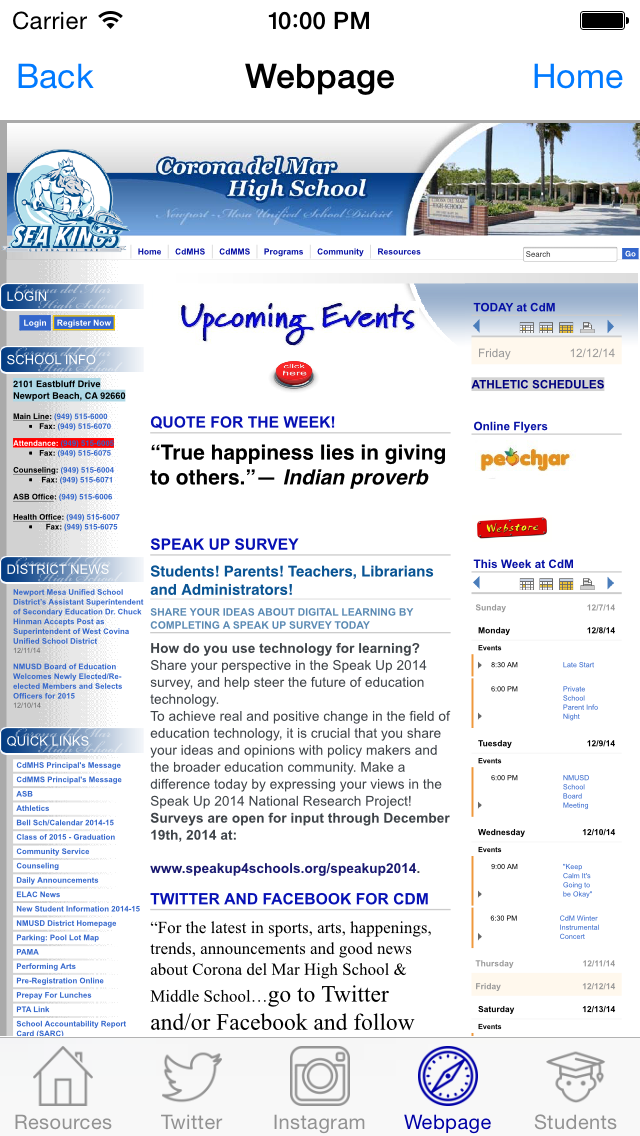 Carrier 10:00 PM
Back Webpage Home
Corona del Mar
High School
Newport - Mesa Unified School District
SEA KINGS
CORONA DEL MAR
Home CdMHS CdMMS Programs Community Resources
Search Go
LOGIN
Login Register Now
SCHOOL INFO
2101 Eastbluff Drive
Newport Beach, CA 92660
Main Line: (949) 515-6000
Fax: (949) 515-6070
Attendance:
Fax: (949) 515-6075
Counseling: (949) 515-6004
Fax: (949) 515-6071
ASB Office: (949) 515-6006
Health Office: (949) 515-6007
Fax: (949) 515-6075
DISTRICT NEWS
Newport Mesa Unified School
District's Assistant Superintendent
of Secondary Education Dr. Chuck
Hinman Accepts Post as
Superintendent of West Covina
Unified School District
12/11/14
NMUSD Board of Education
Welcomes Newly Elected/Re-
elected Members and Selects
Officers for 2015
12/10/14
QUICK LINKS
CdMHS Principal's Message
CdMMS Principal's Message
ASB
Athletics
Bell Sch/Calendar 2014-15
Class of 2015 - Graduation
Community Service
Counseling
Daily Announcements
ELAC News
New Student Information 2014-15
NMUSD District Homepage
Parking: Pool Lot Map
PAMA
Performing Arts
Pre-Registration Online
Prepay For Lunches
PTA Link
School Accountability Report
Card (SARC)
Upcoming Events
click
here
QUOTE FOR THE WEEK!
“True happiness lies in giving
to others.”— Indian proverb
SPEAK UP SURVEY
Students! Parents! Teachers, Librarians
and Administrators!
SHARE YOUR IDEAS ABOUT DIGITAL LEARNING BY
COMPLETING A SPEAK UP SURVEY TODAY
How do you use technology for learning?
Share your perspective in the Speak Up 2014
survey, and help steer the future of education
technology.
To achieve real and positive change in the field of
education technology, it is crucial that you share
your ideas and opinions with policy makers and
the broader education community. Make a
difference today by expressing your views in the
Speak Up 2014 National Research Project!
Surveys are open for input through December
19th, 2014 at:
www.speakup4schools.org/speakup2014.
TWITTER AND FACEBOOK FOR CDM
“For the latest in sports, arts, happenings,
trends, announcements and good news
about Corona del Mar High School &
Middle School…go to Twitter
and/or Facebook and follow
TODAY at CdM
Friday 12/12/14
ATHLETIC SCHEDULES
Online Flyers
peachjar
Webstore
This Week at CdM
Sunday 12/7/14
Monday 12/8/14
Events
8:30 AM Late Start
6:00 PM Private
School
Parent Info
Night
Tuesday 12/9/14
Events
6:00 PM NMUSD
School
Board
Meeting
Wednesday 12/10/14
Events
9:00 AM "Keep
Calm It's
Going to
be Okay"
6:30 PM CdM Winter
Instrumental
Concert
Thursday 12/11/14
Friday 12/12/14
Saturday 12/13/14
Events
Resources Twitter Instagram Webpage Students